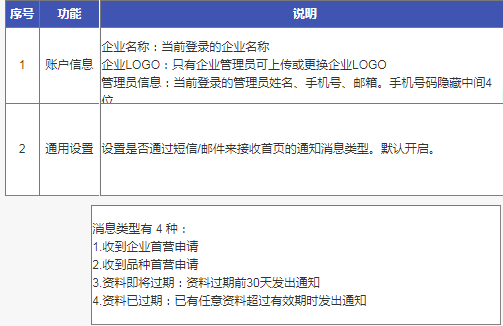 序号 功能 说明
1 账户信息
企业名称：当前登录的企业名称
企业LOGO：只有企业管理员可上传或更换企业LOGO
管理员信息：当前登录的管理员姓名、手机号、邮箱。手机号码隐藏中间4
位
2 通用设置 设置是否通过短信/邮件来接收首页的通知消息类型。默认开启。
消息类型有 4 种：
1.收到企业首营申请
2.收到品种首营申请
3.资料即将过期：资料过期前30天发出通知
4.资料已过期：已有任意资料超过有效期时发出通知